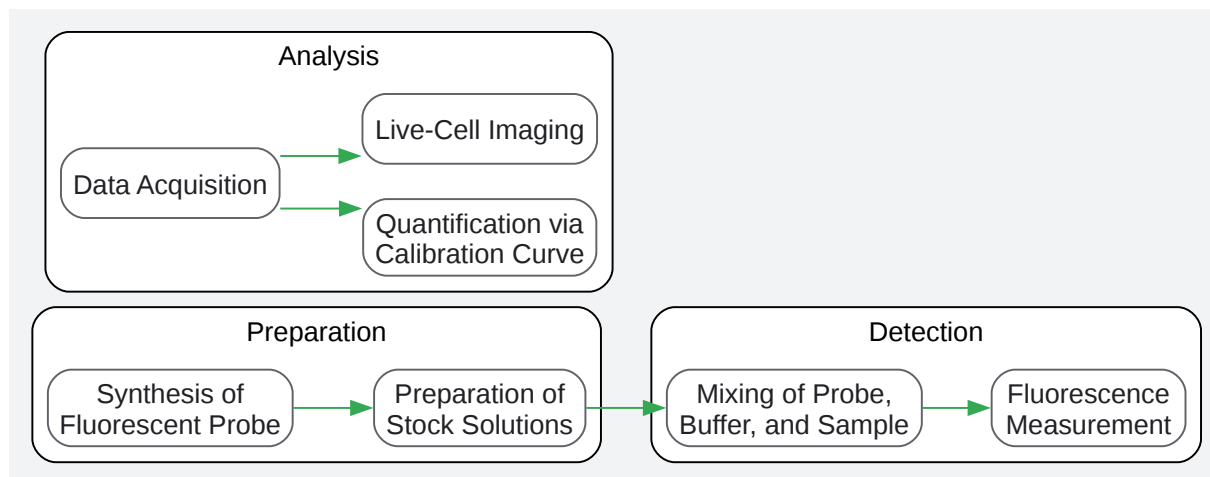 Analysis
Live-Cell Imaging
Data Acquisition
Quantification via
Calibration Curve
Preparation
Synthesis of
Fluorescent Probe
Preparation of
Stock Solutions
Detection
Mixing of Probe,
Buffer, and Sample
Fluorescence
Measurement